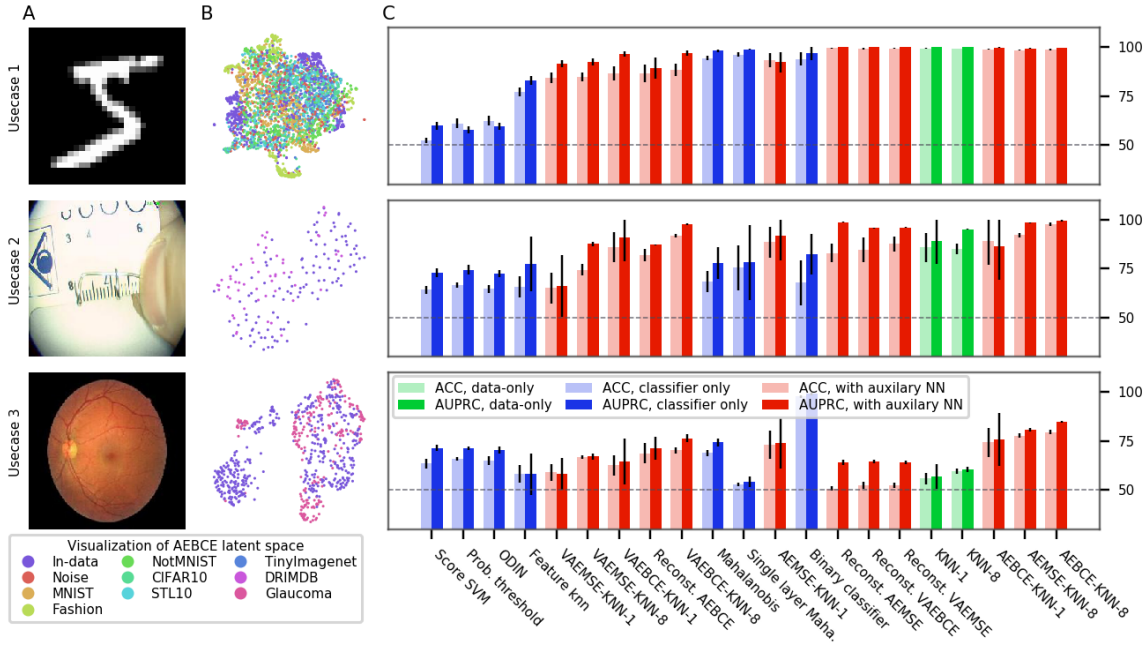 A
B
C
Usecase 1
Usecase 2
Usecase 3
3
4
6
8
4
100
75
50
100
75
50
100
75
50
ACC, data-only
AUPRC, data-only
ACC, classifier only
AUPRC, classifier only
ACC, with auxilary NN
AUPRC, with auxilary NN
Visualization of AEBCE latent space
In-data
Noise
MNIST
Fashion
NotMNIST
CIFAR10
STL10
TinyImagenet
DRIMDB
Glaucoma
Score SVM
Prob. threshold
ODIN
Feature knn
VAEMSE-KNN-1
VAEMSE-KNN-8
VAEBCE-KNN-1
Reconst. AEBCE
VAEBCE-KNN-8
Mahalanobis
Single layer Maha.
AEMSE-KNN-1
Binary classifier
Reconst. AEMSE
Reconst. VAEBCE
Reconst. VAEMSE
KNN-1
KNN-8
AEBCE-KNN-1
AEMSE-KNN-8
AEBCE-KNN-8